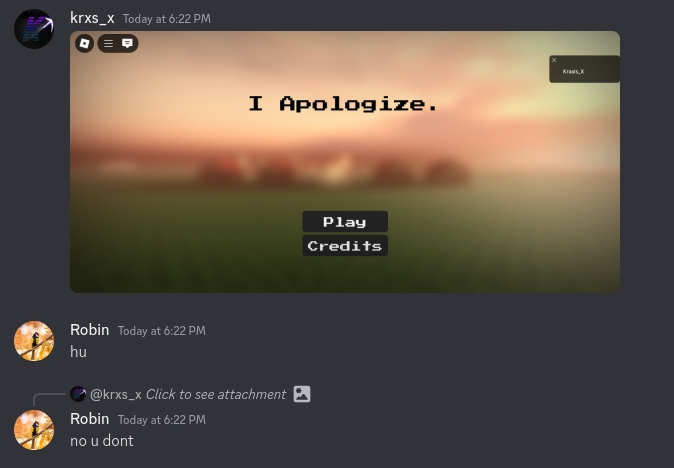 krxs_x Today at 6:22 PM
Kraxis_X
I Apologize.
Play
Credits
Robin Today at 6:22 PM
hu
@krxs_x Click to see attachment
Robin Today at 6:22 PM
no u dont